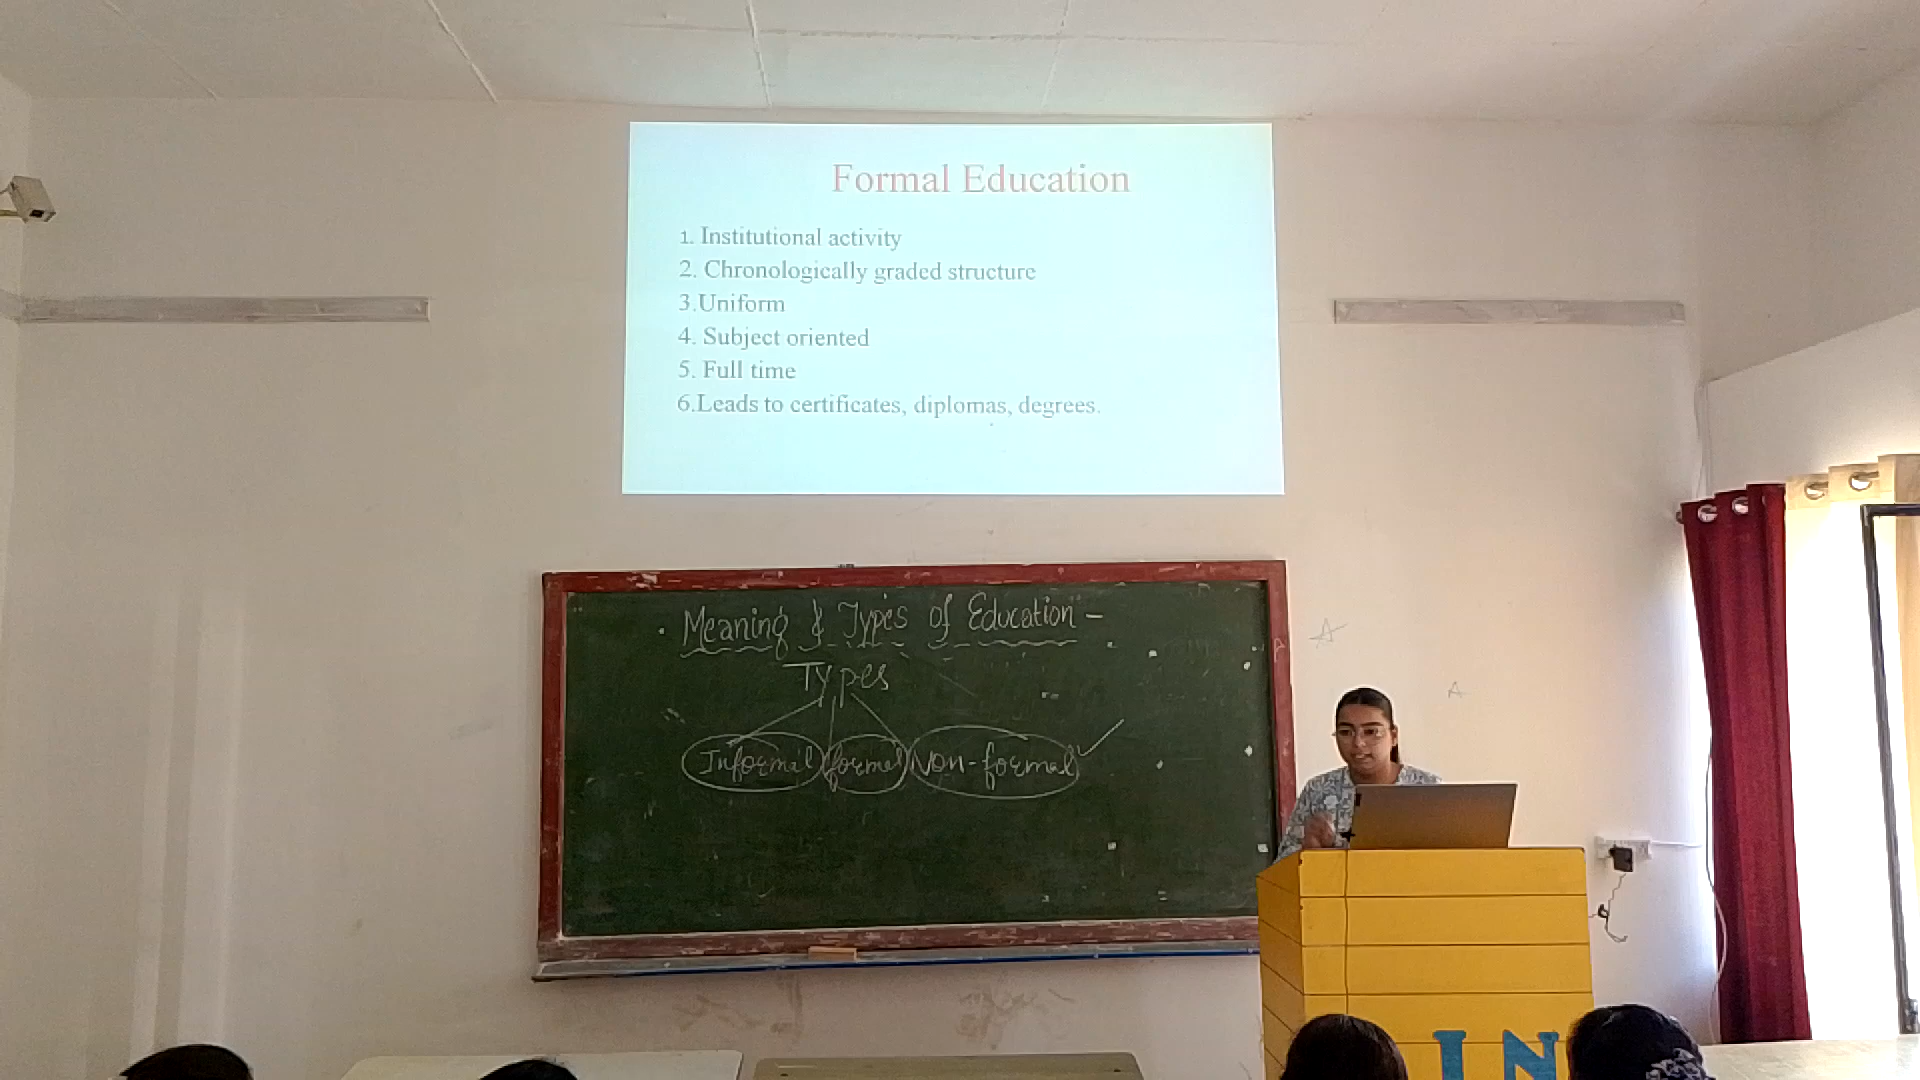 Formal Education
1. Institutional activity
2. Chronologically graded structure
3.Uniform
4. Subject oriented
5. Full time
6.Leads to certificates, diplomas, degrees.
. Meaning & Types of Education -
Types
Informal formal Non-formal ✓
A
A
A
IN